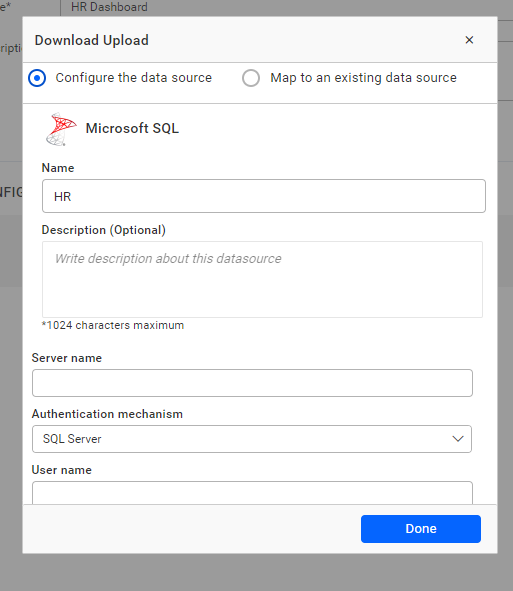 e*
HR Dashboard
Download Upload
×
riptio
Configure the data source
Map to an existing data source
Microsoft SQL
Name
NFIG
HR
Description (Optional)
Write description about this datasource
*1024 characters maximum
Server name
Authentication mechanism
SQL Server
User name
Done